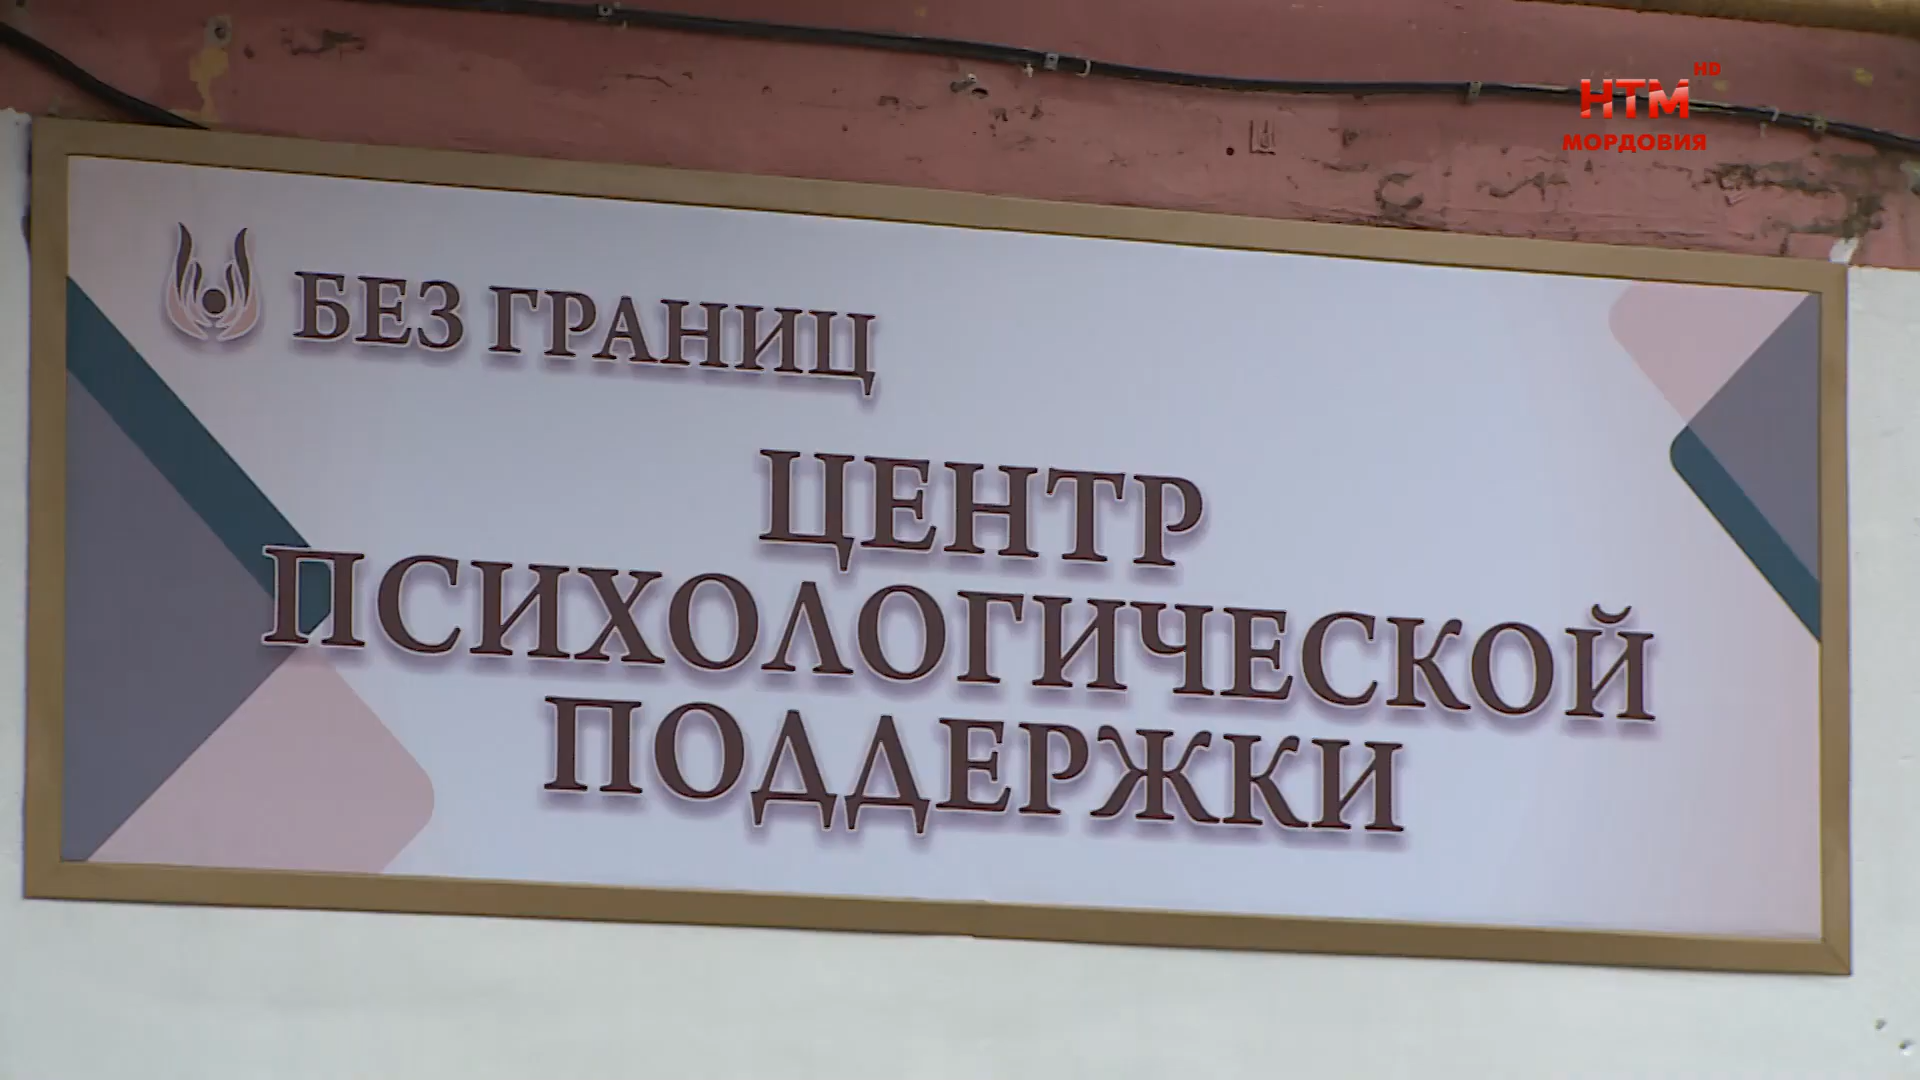 HD
НТМ
МОРДОВИЯ
БЕЗ ГРАНИЦ
ЦЕНТР
ПСИХОЛОГИЧЕСКОЙ
ПОДДЕРЖКИ